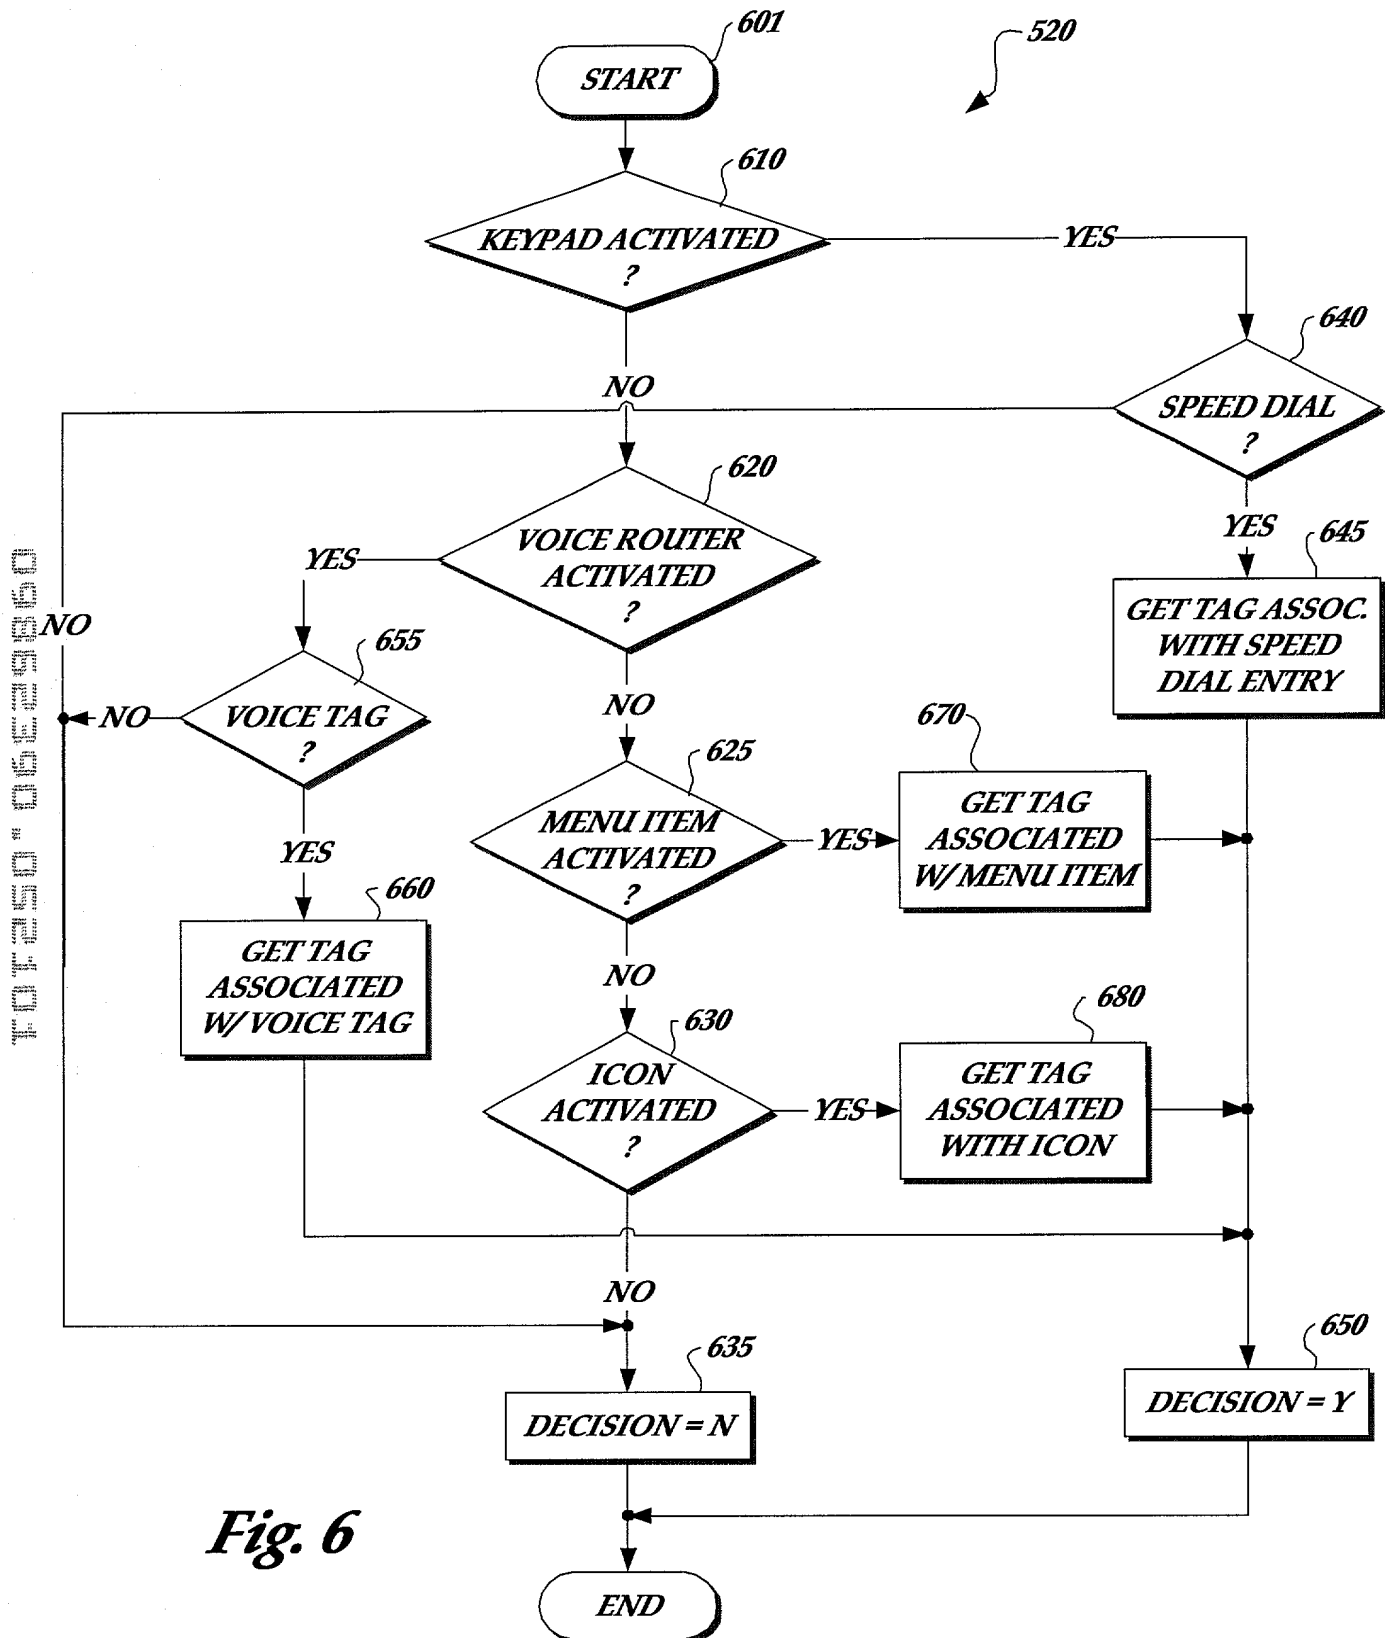 601
520
START
610
KEYPAD ACTIVATED
?
YES
640
NO
SPEED DIAL
?
620
VOICE ROUTER
ACTIVATED
?
YES
YES
645
GET TAG ASSOC.
WITH SPEED
DIAL ENTRY
NO
655
VOICE TAG
?
NO
NO
670
625
MENU ITEM
ACTIVATED
?
YES
GET TAG
ASSOCIATED
W/ MENU ITEM
YES
660
GET TAG
ASSOCIATED
W/ VOICE TAG
NO
680
630
ICON
ACTIVATED
?
YES
GET TAG
ASSOCIATED
WITH ICON
NO
635
650
DECISION = N
DECISION = Y
Fig. 6
END